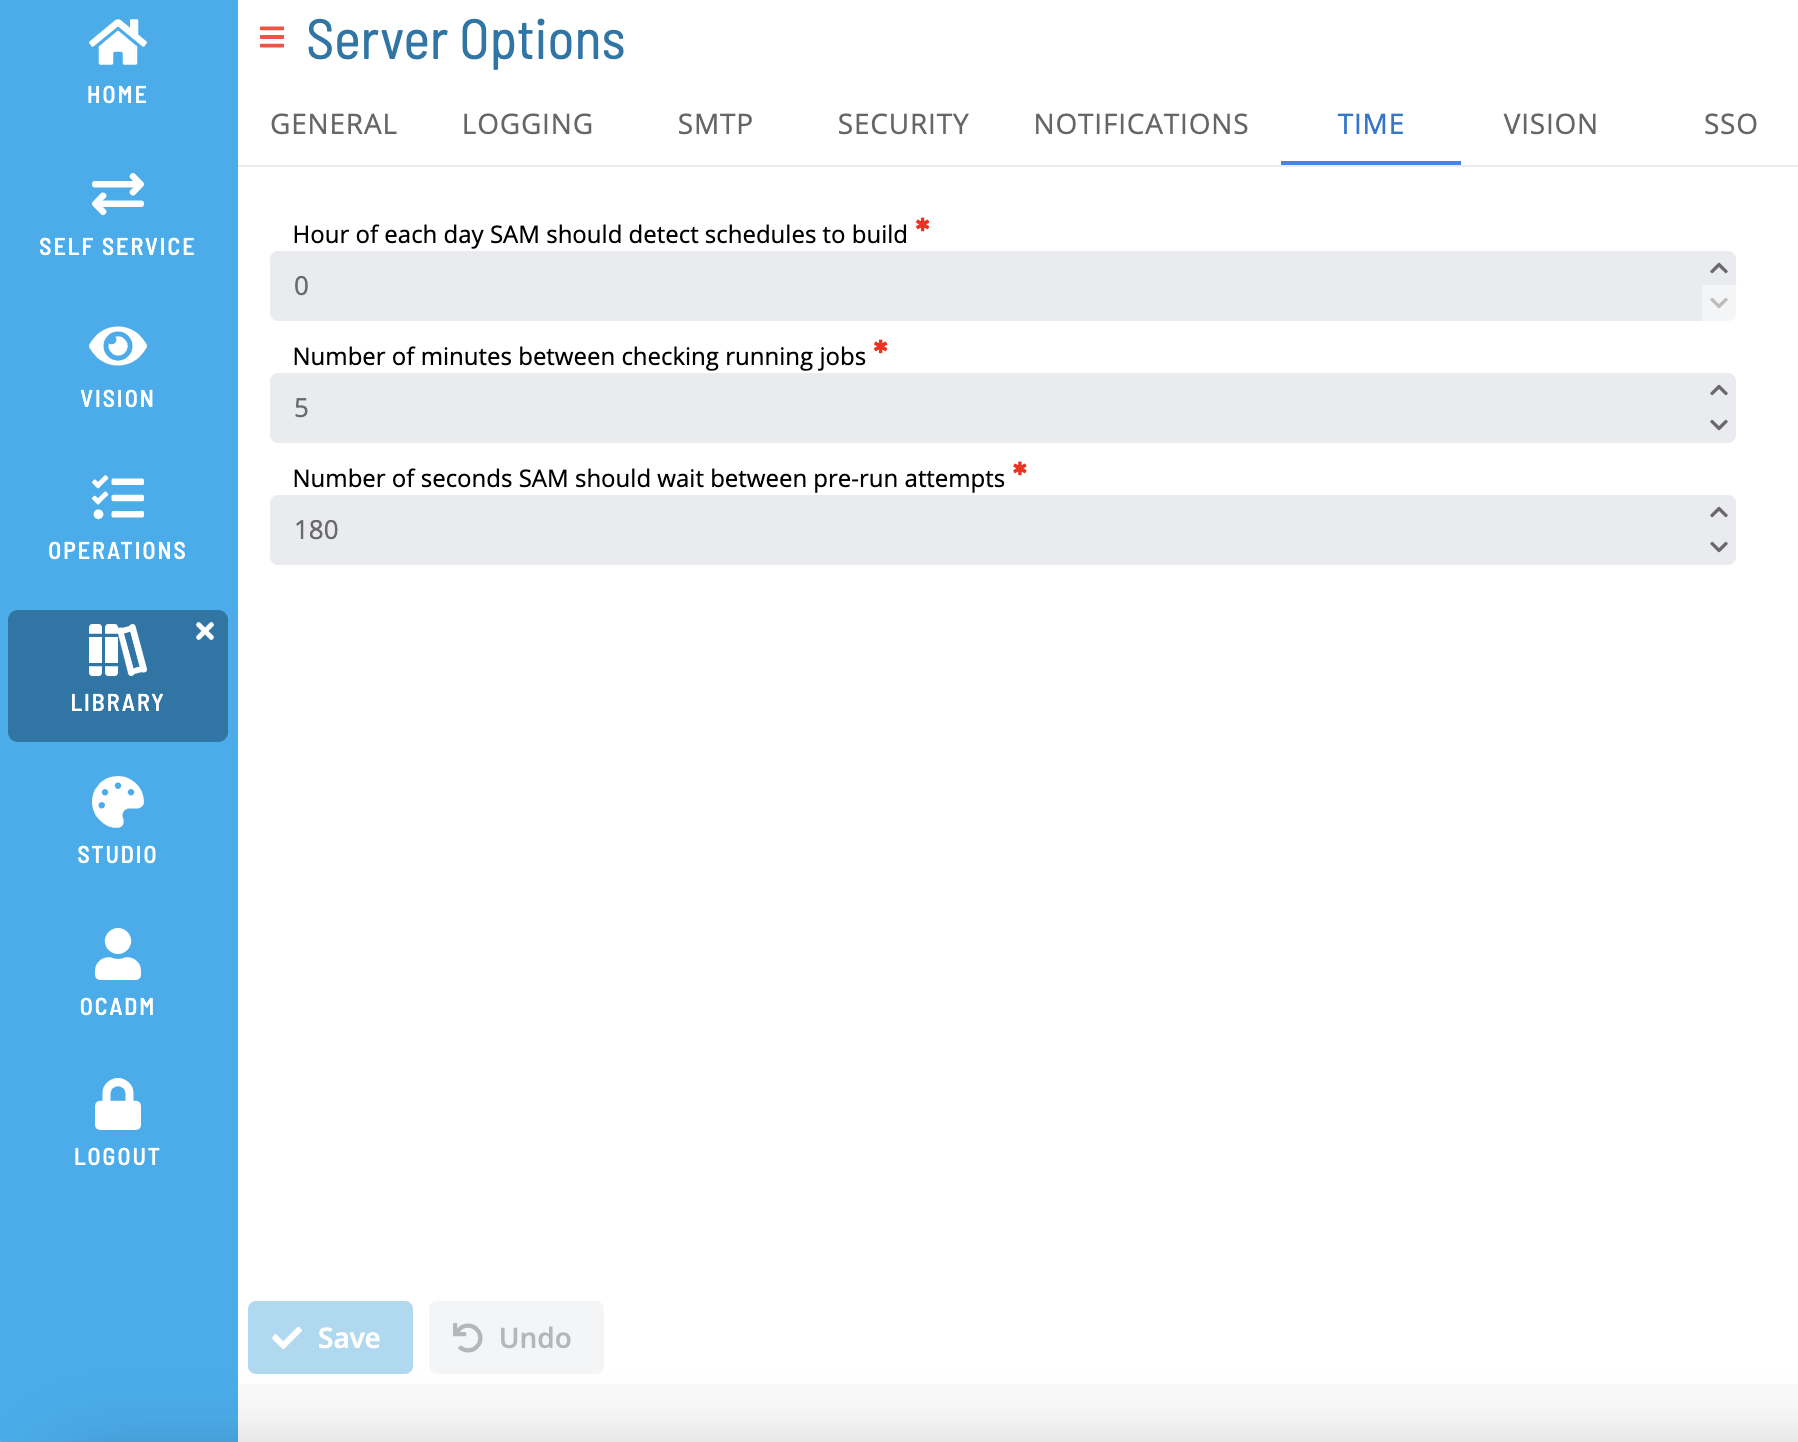 HOME
SELF SERVICE
VISION
OPERATIONS
LIBRARY
STUDIO
OCADM
LOGOUT
Server Options
GENERAL LOGGING SMTP SECURITY NOTIFICATIONS TIME VISION SSO
Hour of each day SAM should detect schedules to build *
0
Number of minutes between checking running jobs *
5
Number of seconds SAM should wait between pre-run attempts *
180
Save Undo